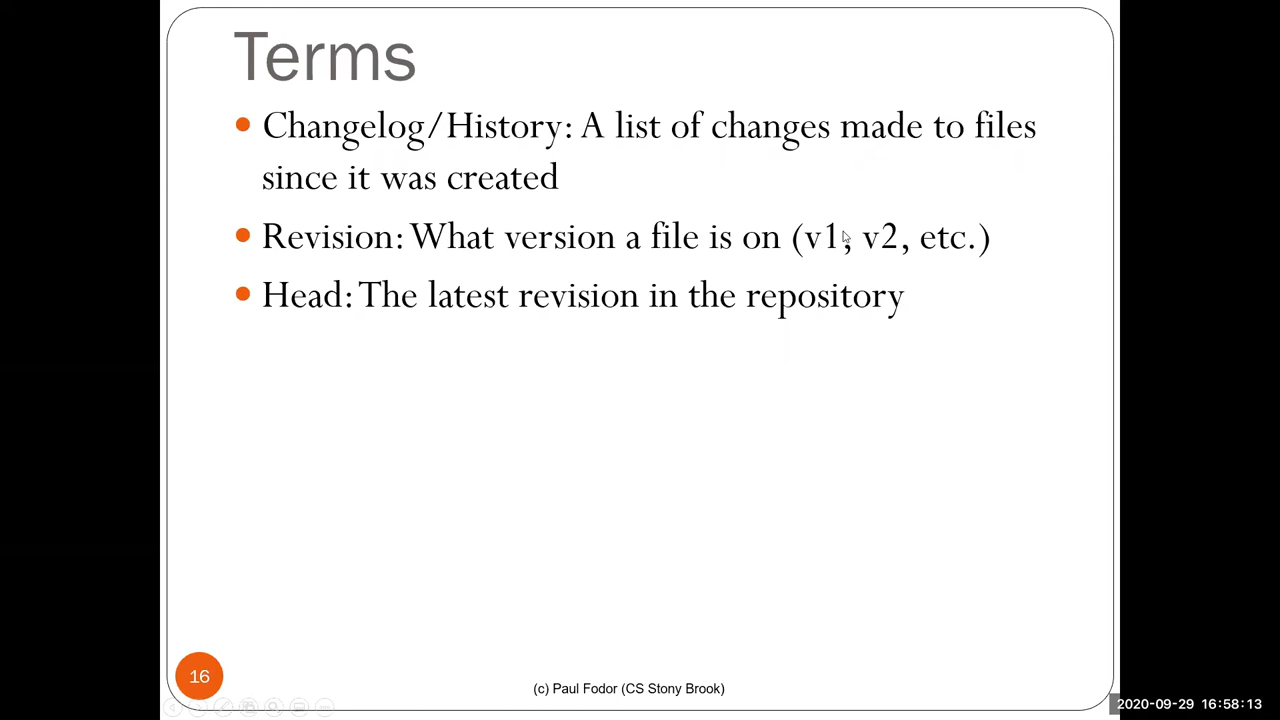 Terms
Changelog/History: A list of changes made to files
since it was created
Revision: What version a file is on (v1, v2, etc.)
Head: The latest revision in the repository
16
(c) Paul Fodor (CS Stony Brook)
2020-09-29 16:58:13